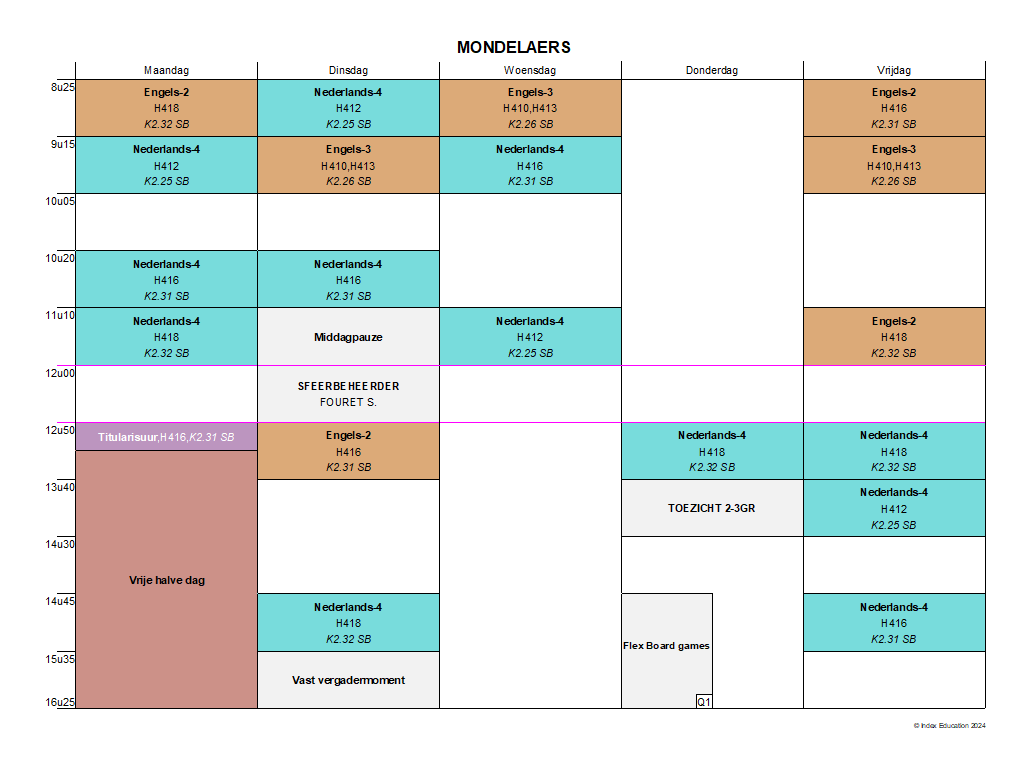 MONDELAERS
Maandag Dinsdag Woensdag Donderdag Vrijdag
8u25
Engels-2
H418
K2.32 SB
Nederlands-4
H412
K2.25 SB
Engels-3
H410,H413
K2.26 SB
Engels-2
H416
K2.31 SB
9u15
Nederlands-4
H412
K2.25 SB
Engels-3
H410,H413
K2.26 SB
Nederlands-4
H416
K2.31 SB
Engels-3
H410,H413
K2.26 SB
10u05
10u20
Nederlands-4
H416
K2.31 SB
Nederlands-4
H416
K2.31 SB
11u10
Nederlands-4
H418
K2.32 SB
Middagpauze
Nederlands-4
H412
K2.25 SB
Engels-2
H418
K2.32 SB
12u00
SFEERBEHEERDER
FOURET S.
12u50
Titularisuur,H416,K2.31 SB
Engels-2
H416
K2.31 SB
Nederlands-4
H418
K2.32 SB
Nederlands-4
H418
K2.32 SB
13u40
Vrije halve dag
TOEZICHT 2-3GR
Nederlands-4
H412
K2.25 SB
14u30
14u45
Nederlands-4
H418
K2.32 SB
Flex Board games
Q1
Nederlands-4
H416
K2.31 SB
15u35
Vast vergadermoment
16u25
© Index Education 2024